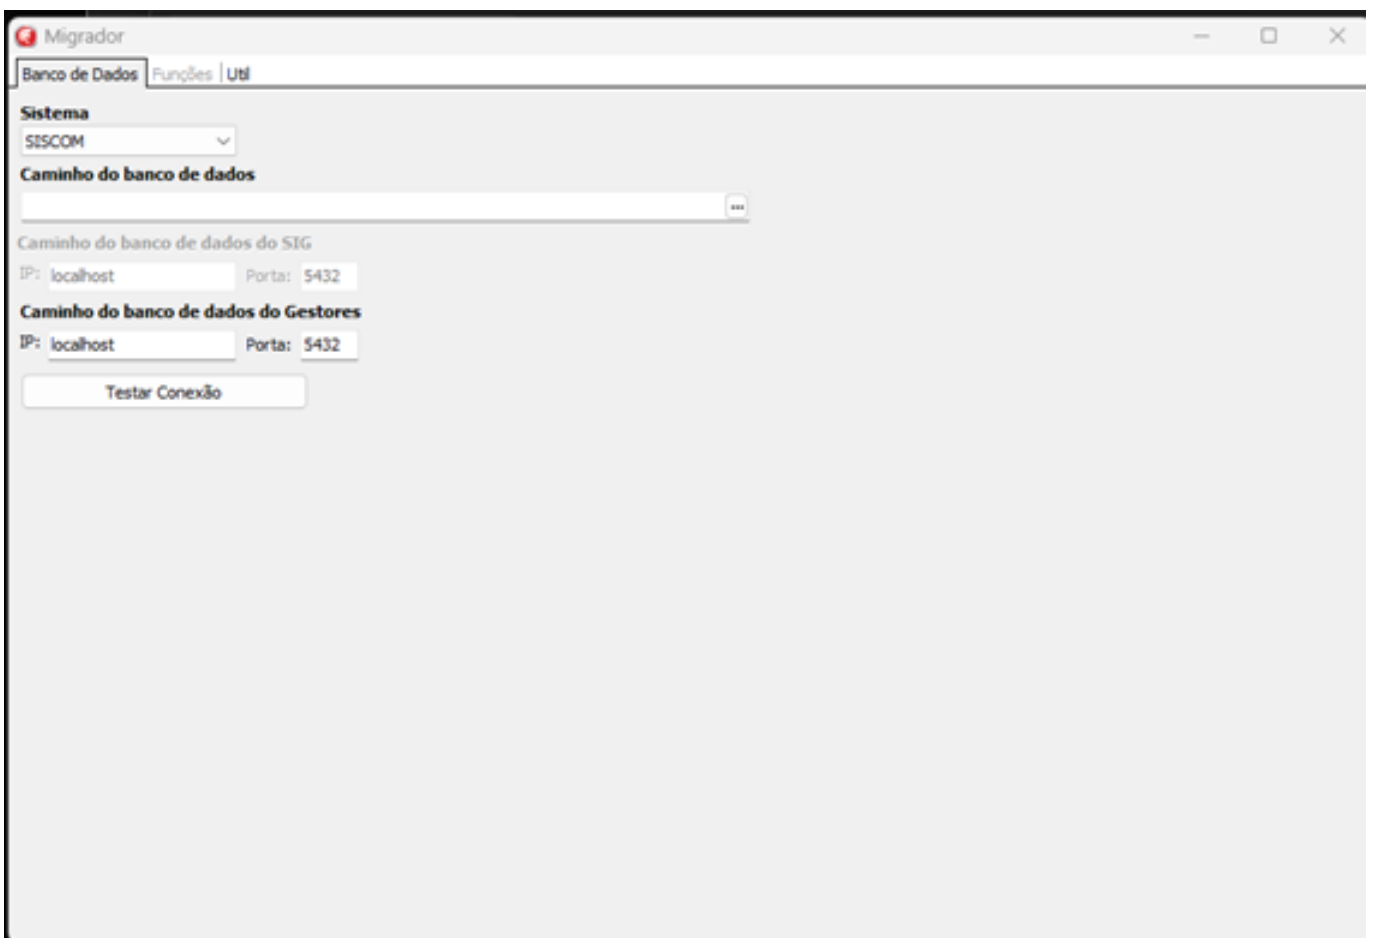 Migrador
Banco de Dados Funções Util
Sistema
SISCOM
Caminho do banco de dados
...
Caminho do banco de dados do SIG
IP: localhost Porta: 5432
Caminho do banco de dados do Gestores
IP: localhost Porta: 5432
Testar Conexão